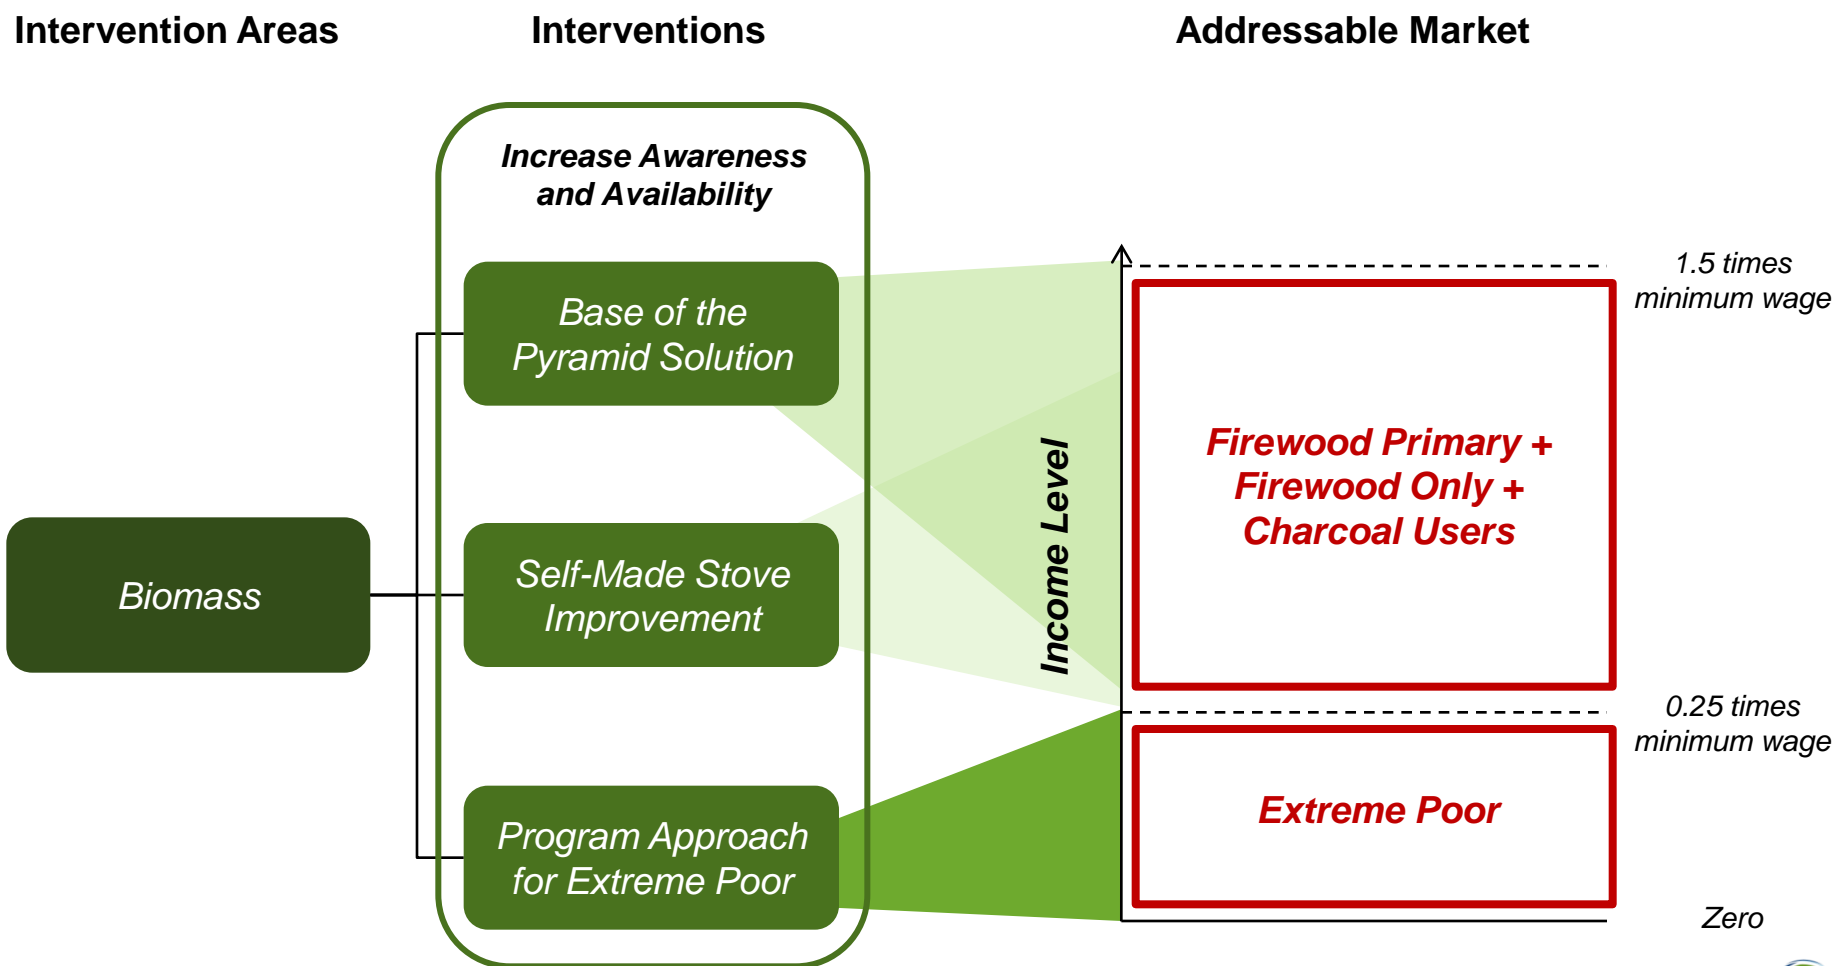 Intervention Areas
Interventions
Addressable Market
Increase Awareness
and Availability
Base of the
Pyramid Solution
Self-Made Stove
Improvement
Program Approach
for Extreme Poor
Biomass
Income Level
Firewood Primary +
Firewood Only +
Charcoal Users
Extreme Poor
1.5 times
minimum wage
0.25 times
minimum wage
Zero